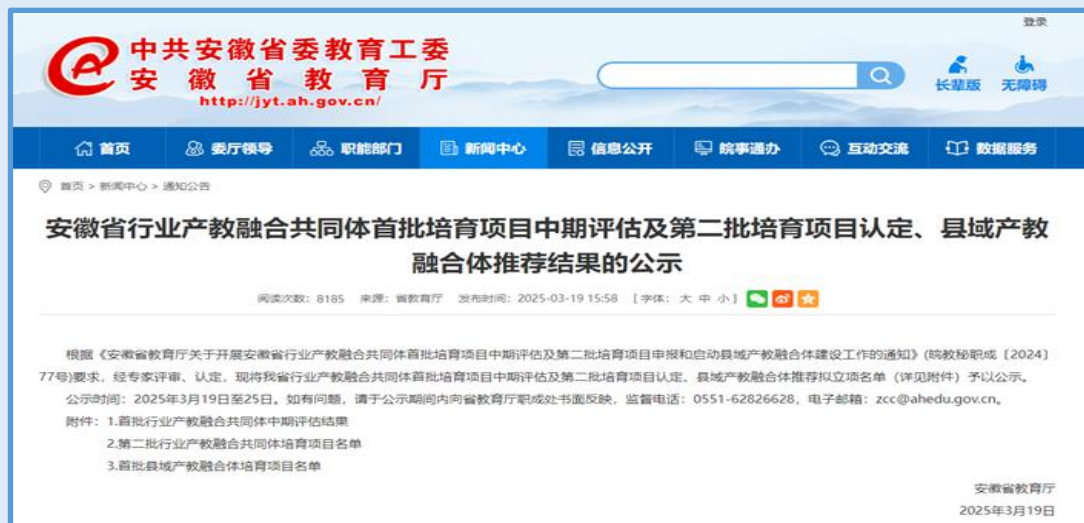 登录
中共安徽省委教育工委
安徽省教育厅
http://jyt.ah.gov.cn/
长辈版 无障碍
首页 委厅领导 职能部门 新闻中心 信息公开 皖事通办 互动交流 数据服务
首页 > 新闻中心 > 通知公告
安徽省行业产教融合共同体首批培育项目中期评估及第二批培育项目认定、县域产教
融合体推荐结果的公示
阅读次数：8185 来源：省教育厅 发布时间：2025-03-19 15:58 [字体：大 中 小]
根据《安徽省教育厅关于开展安徽省行业产教融合共同体首批培育项目中期评估及第二批培育项目申报和启动县域产教融合体建设工作的通知》(皖教秘职成〔2024〕
77号)要求，经专家评审、认定，现将我省行业产教融合共同体首批培育项目中期评估及第二批培育项目认定、县域产教融合体推荐拟立项名单（详见附件）予以公示。
公示时间：2025年3月19日至25日。如有问题，请于公示期间内向省教育厅职成处书面反映，监督电话：0551-62826628，电子邮箱：zcc@ahedu.gov.cn。
附件：1.首批行业产教融合共同体中期评估结果
2.第二批行业产教融合共同体培育项目名单
3.首批县域产教融合体培育项目名单
安徽省教育厅
2025年3月19日